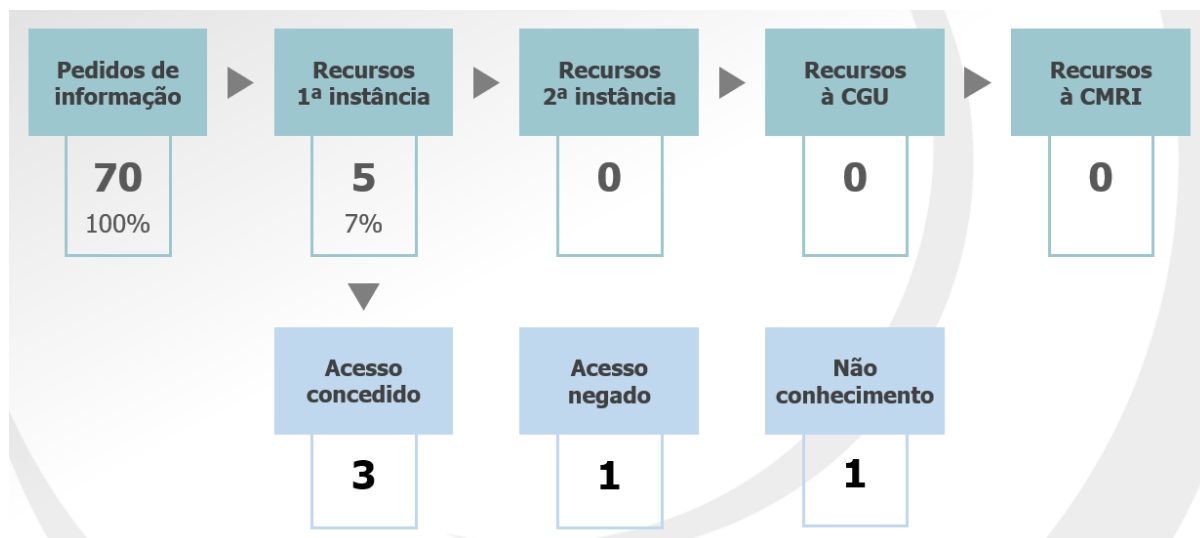 Pedidos de
informação
70
100%
Recursos
1ª instância
5
7%
Recursos
2ª instância
0
Recursos
à CGU
0
Recursos
à CMRI
0
Acesso
concedido
3
Acesso
negado
1
Não
conhecimento
1